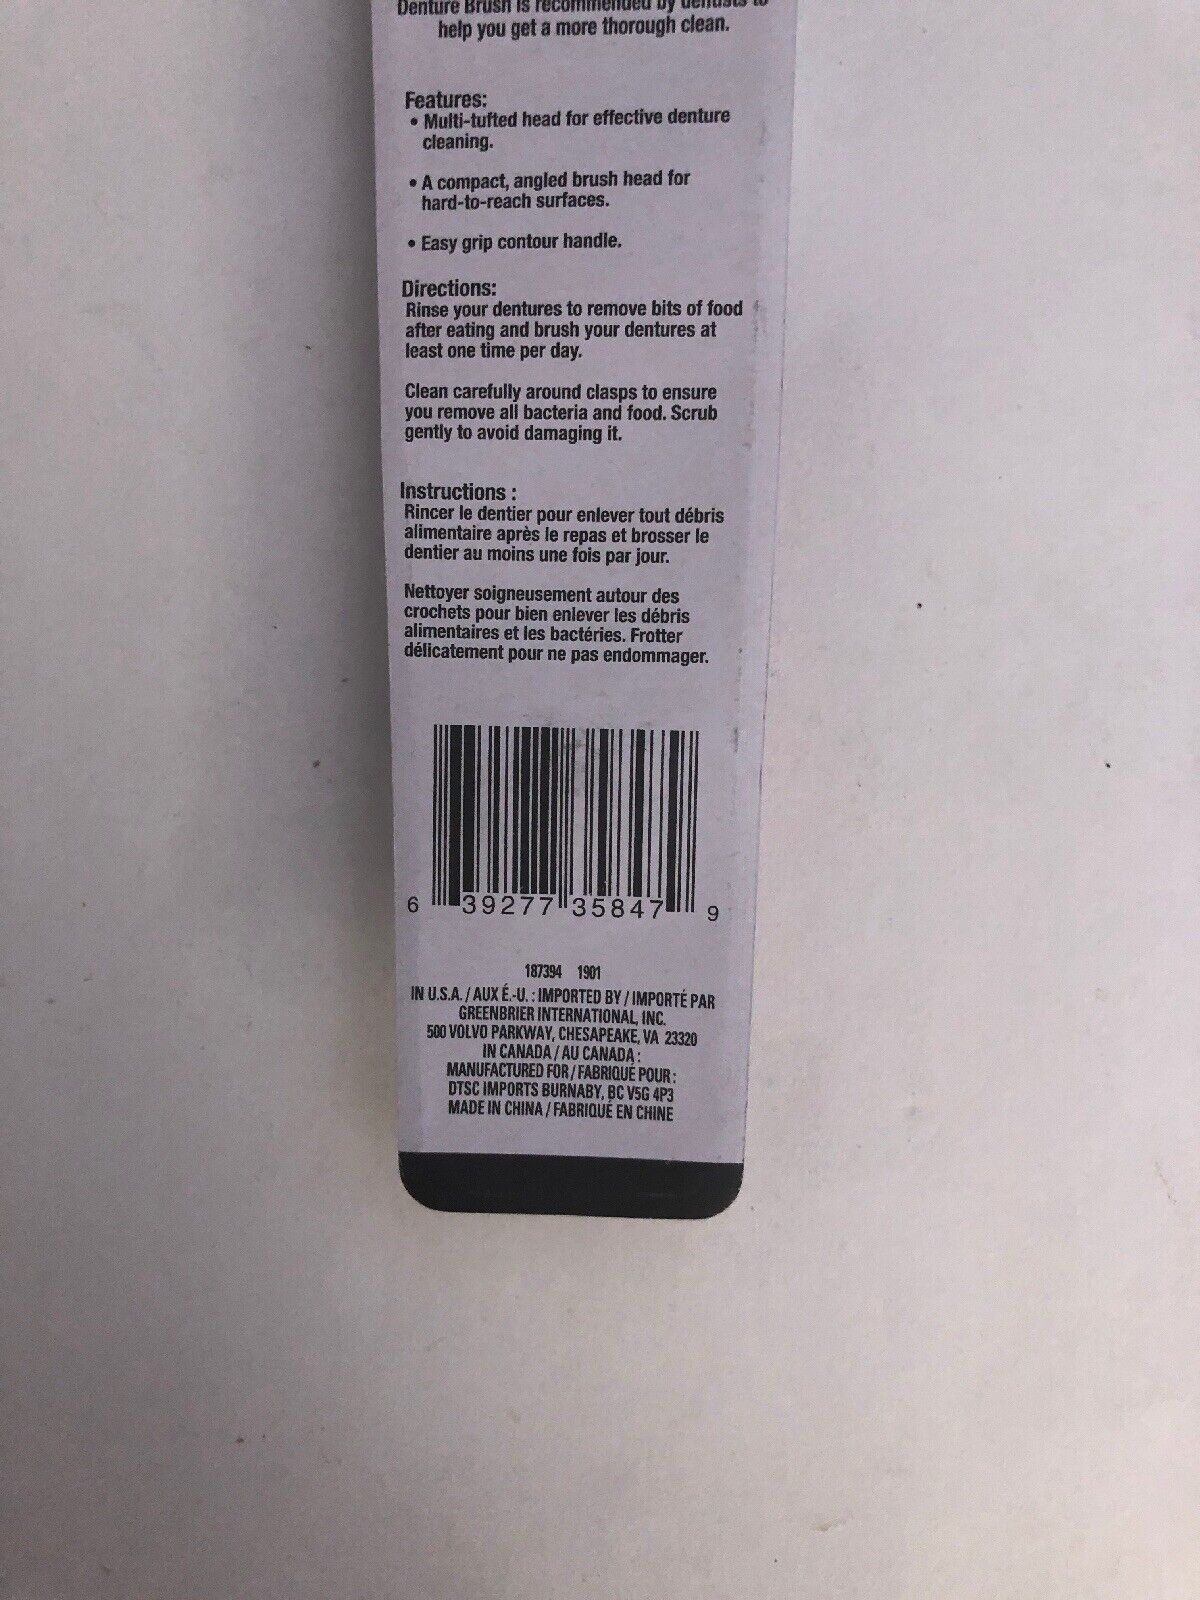 Denture Brush is recommended by dentists to
help you get a more thorough clean.
Features:
• Multi-tufted head for effective denture
cleaning.
• A compact, angled brush head for
hard-to-reach surfaces.
• Easy grip contour handle.
Directions:
Rinse your dentures to remove bits of food
after eating and brush your dentures at
least one time per day.
Clean carefully around clasps to ensure
you remove all bacteria and food. Scrub
gently to avoid damaging it.
Instructions :
Rincer le dentier pour enlever tout débris
alimentaire après le repas et brosser le
dentier au moins une fois par jour.
Nettoyer soigneusement autour des
crochets pour bien enlever les débris
alimentaires et les bactéries. Frotter
délicatement pour ne pas endommager.
6 39277 35847 9
187394 1901
IN U.S.A. / AUX É.-U. : IMPORTED BY / IMPORTÉ PAR
GREENBRIER INTERNATIONAL, INC.
500 VOLVO PARKWAY, CHESAPEAKE, VA 23320
IN CANADA / AU CANADA :
MANUFACTURED FOR / FABRIQUÉ POUR :
DTSC IMPORTS BURNABY, BC V5G 4P3
MADE IN CHINA / FABRIQUÉ EN CHINE